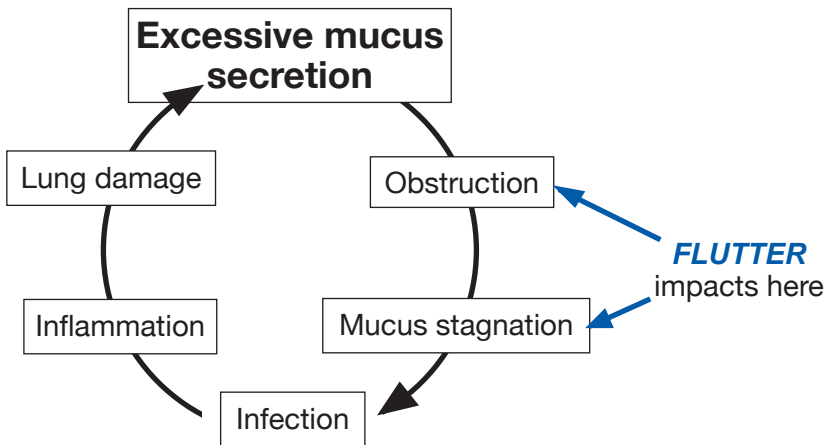 Excessive mucus
secretion
Lung damage
Obstruction
FLUTTER
impacts here
Inflammation
Mucus stagnation
Infection